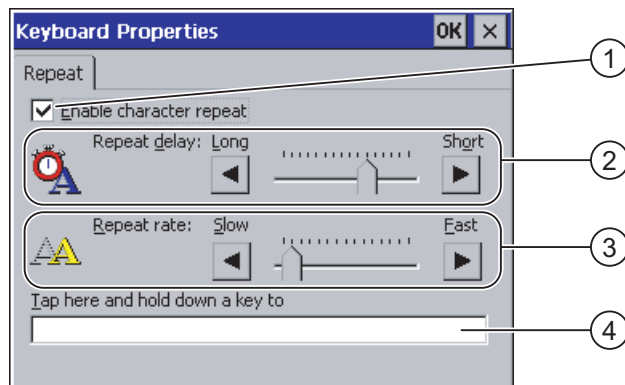 Keyboard Properties OK ×
Repeat
1
Enable character repeat
Repeat delay: Long Short
2
Repeat rate: Slow Fast
3
Tap here and hold down a key to
4